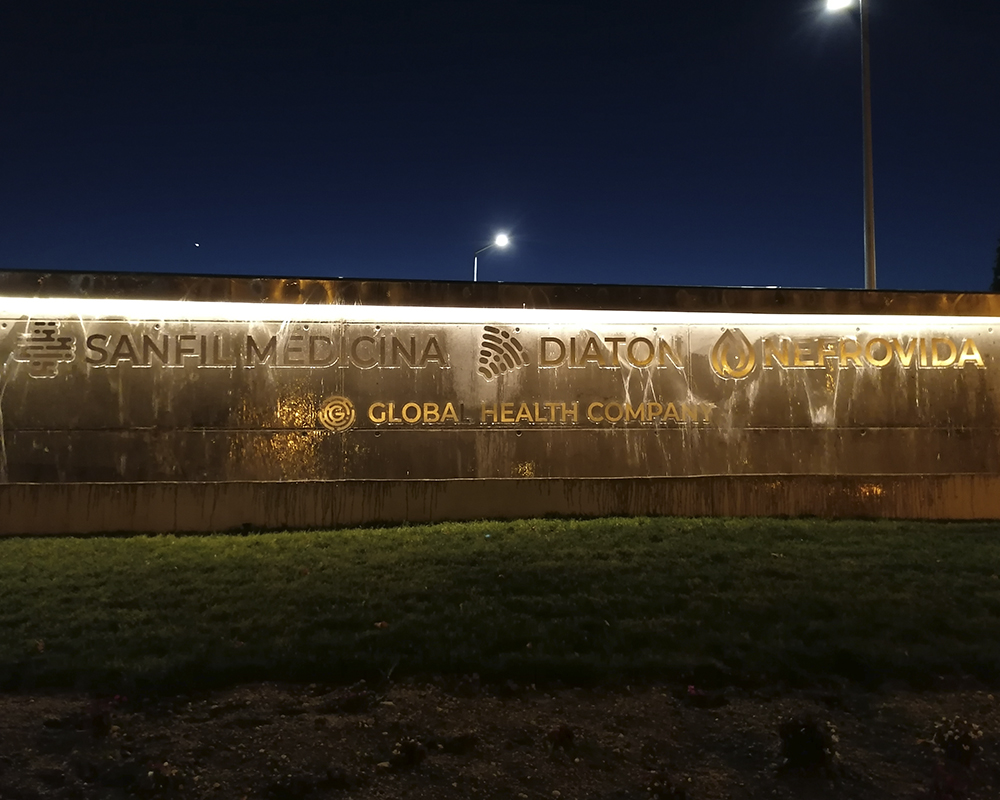 SANFIL MEDICINA DIATON NEFROVIDA
G GLOBAL HEALTH COMPANY